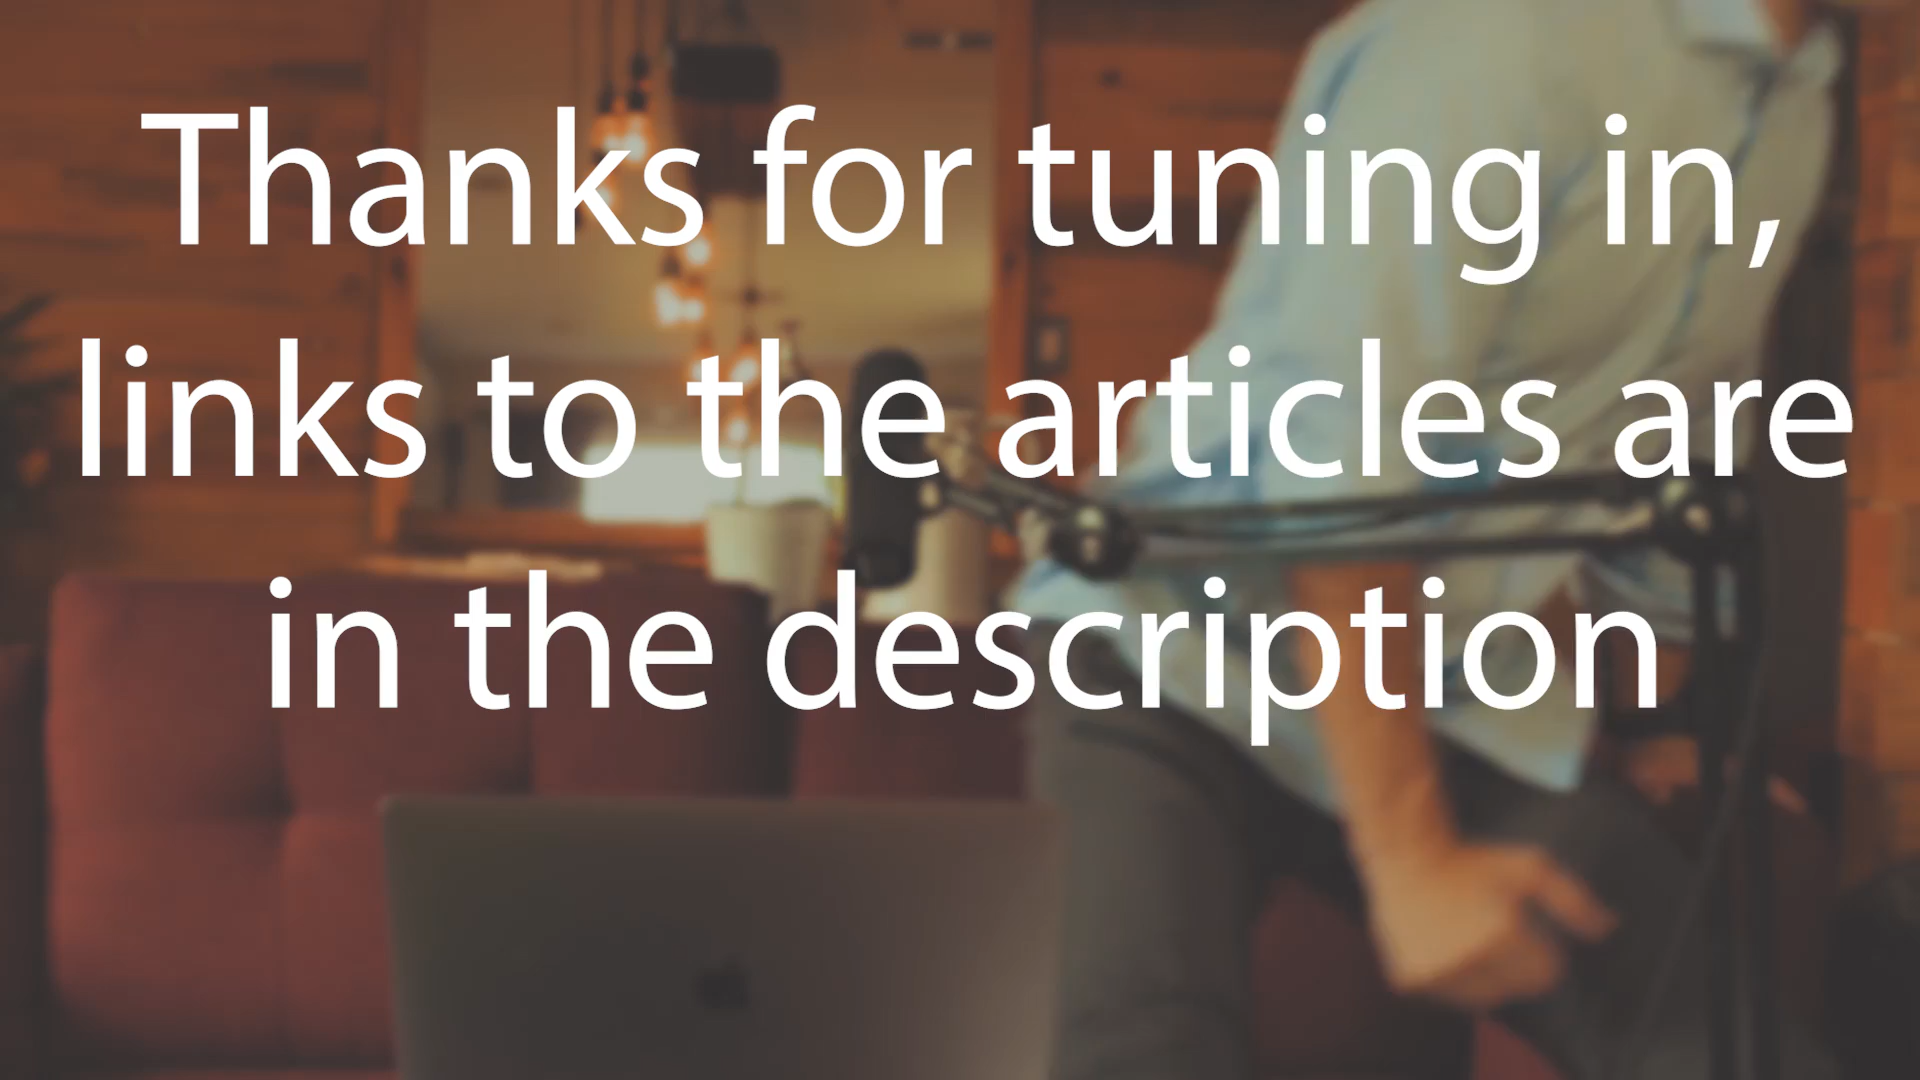 Thanks for tuning in,
links to the articles are
in the description